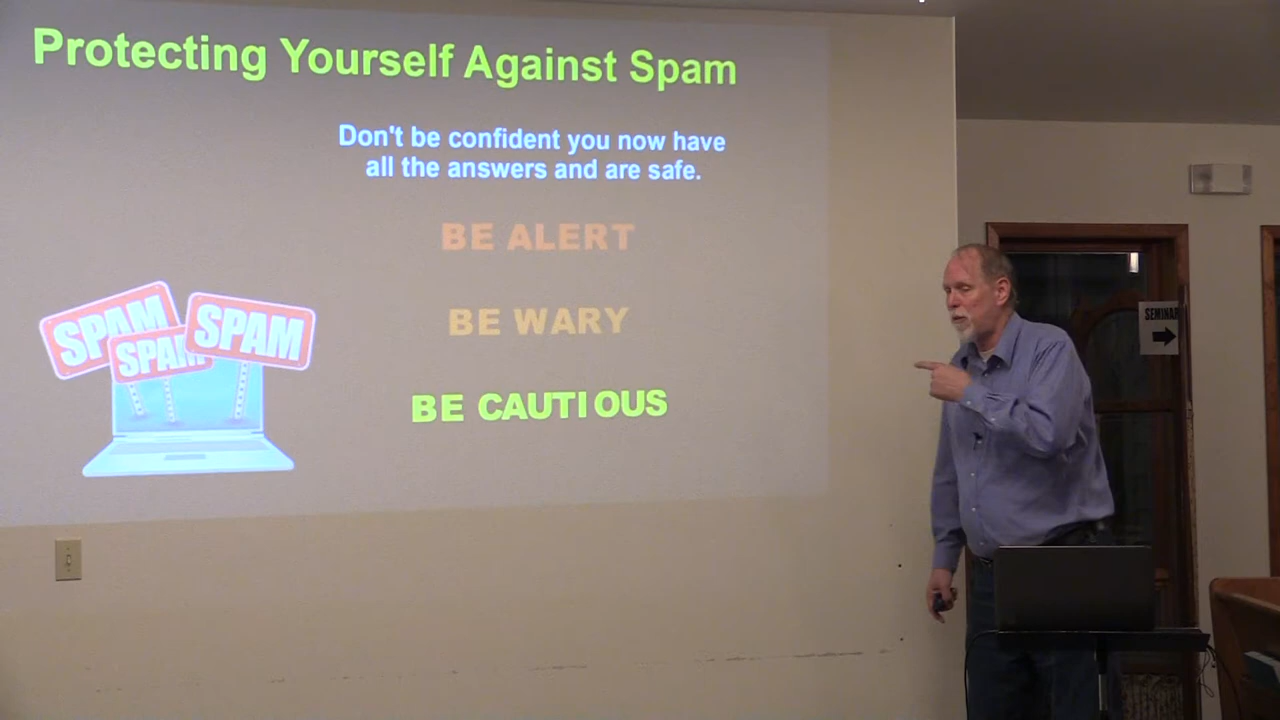 Protecting Yourself Against Spam
Don't be confident you now have
all the answers and are safe.
BE ALERT
BE WARY
BE CAUTIOUS
SPAM
SPAM
SPAM
SEMINAR